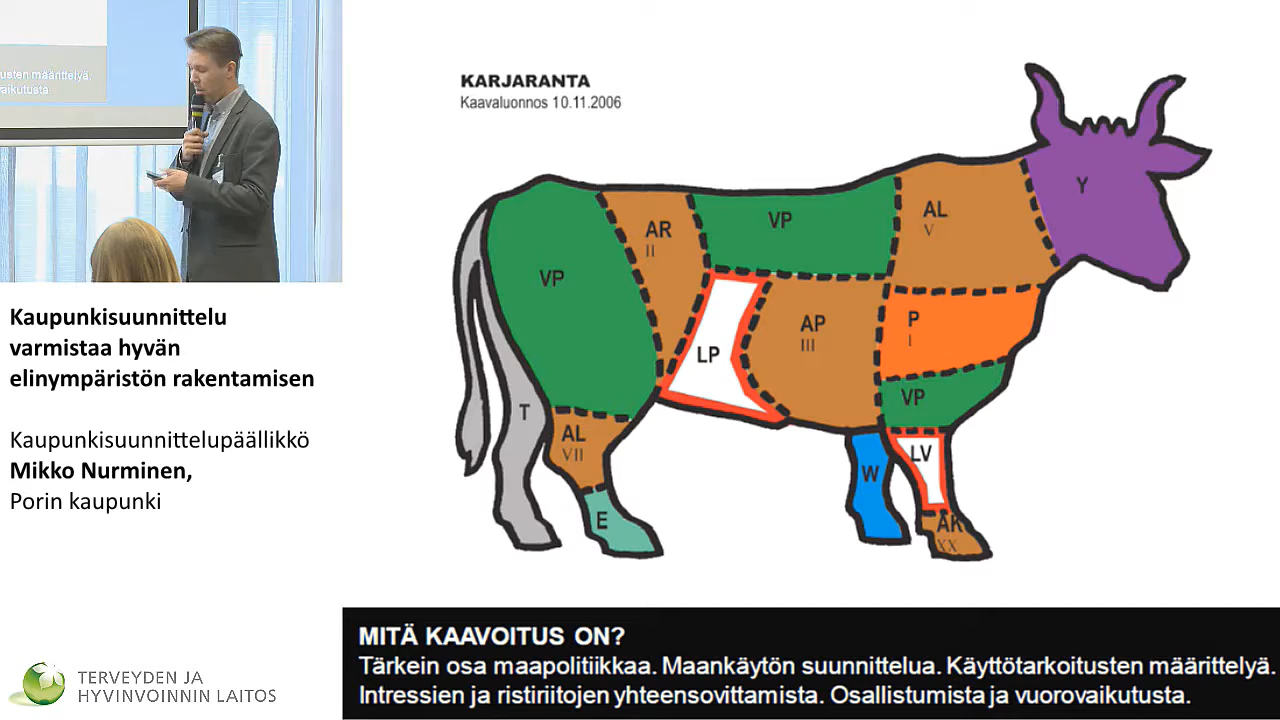 usten määrittelyä.
aikutusta.
Kaupunkisuunnittelu
varmistaa hyvän
elinympäristön rakentamisen
Kaupunkisuunnittelupäällikkö
Mikko Nurminen,
Porin kaupunki
TERVEYDEN JA
HYVINVOINNIN LAITOS
KARJARANTA
Kaavaluonnos 10.11.2006
Y
AL
V
VP
AR
II
VP
P
I
AP
III
LP
VP
T
AL
VII
LV
W
E
AK
XX
MITÄ KAAVOITUS ON?
Tärkein osa maapolitiikkaa. Maankäytön suunnittelua. Käyttötarkoitusten määrittelyä.
Intressien ja ristiriitojen yhteensovittamista. Osallistumista ja vuorovaikutusta.